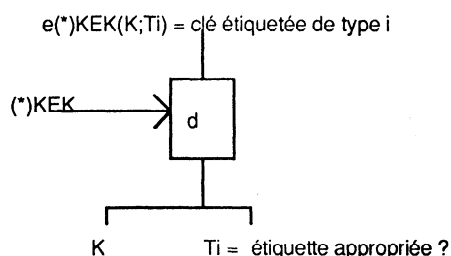 e(*)KEK(K;Ti) = clé étiquetée de type i
(*)KEK
d
K Ti = étiquette appropriée ?